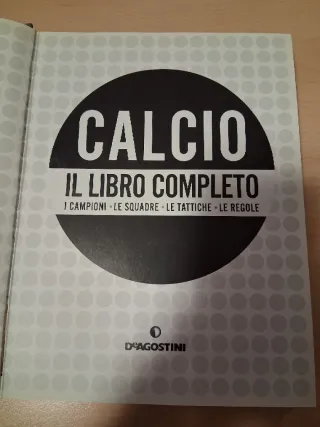 CALCIO
IL LIBRO COMPLETO
I CAMPIONI • LE SQUADRE • LE TATTICHE • LE REGOLE
DEAGOSTINI